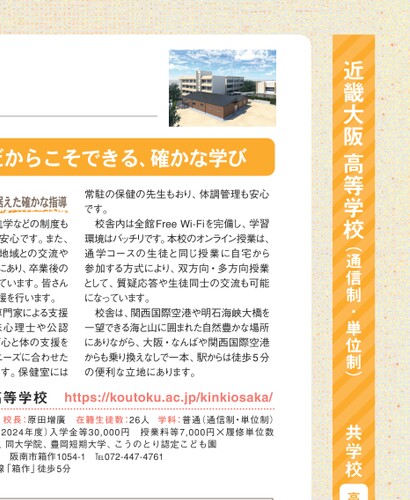 だからこそできる、確かな学び
据えた確かな指導
学などの制度も
安心です。また、
地域との交流や
にあり、卒業後の
ています。皆さん
援を行います。
専門家による支援
床心理士や公認
心と体の支援を
ニーズに合わせた
す。保健室には
常駐の保健の先生もおり、体調管理も安心
です。
校舎内は全館Free Wi-Fiを完備し、学習
環境はバッチリです。本校のオンライン授業は、
通学コースの生徒と同じ授業に自宅から
参加する方式により、双方向・多方向授業
として、質疑応答や生徒同士の交流も可能
になっています。
校舎は、関西国際空港や明石海峡大橋を
一望できる海と山に囲まれた自然豊かな場所
にありながら、大阪・なんばや関西国際空港
からも乗り換えなしで一本、駅からは徒歩5分
の便利な立地にあります。
高等学校 https://koutoku.ac.jp/kinkiosaka/
校長：原田増廣 在籍生徒数：26人 学科：普通（通信制・単位制）
2024年度）入学金等30,000円 授業料等7,000円×履修単位数
、同大学院、豊岡短期大学、こうのとり認定こども園
阪南市箱作1054-1 TEL072-447-4761
線「箱作」徒歩5分
近畿大阪 高等学校（通信制・単位制） 共学校
高